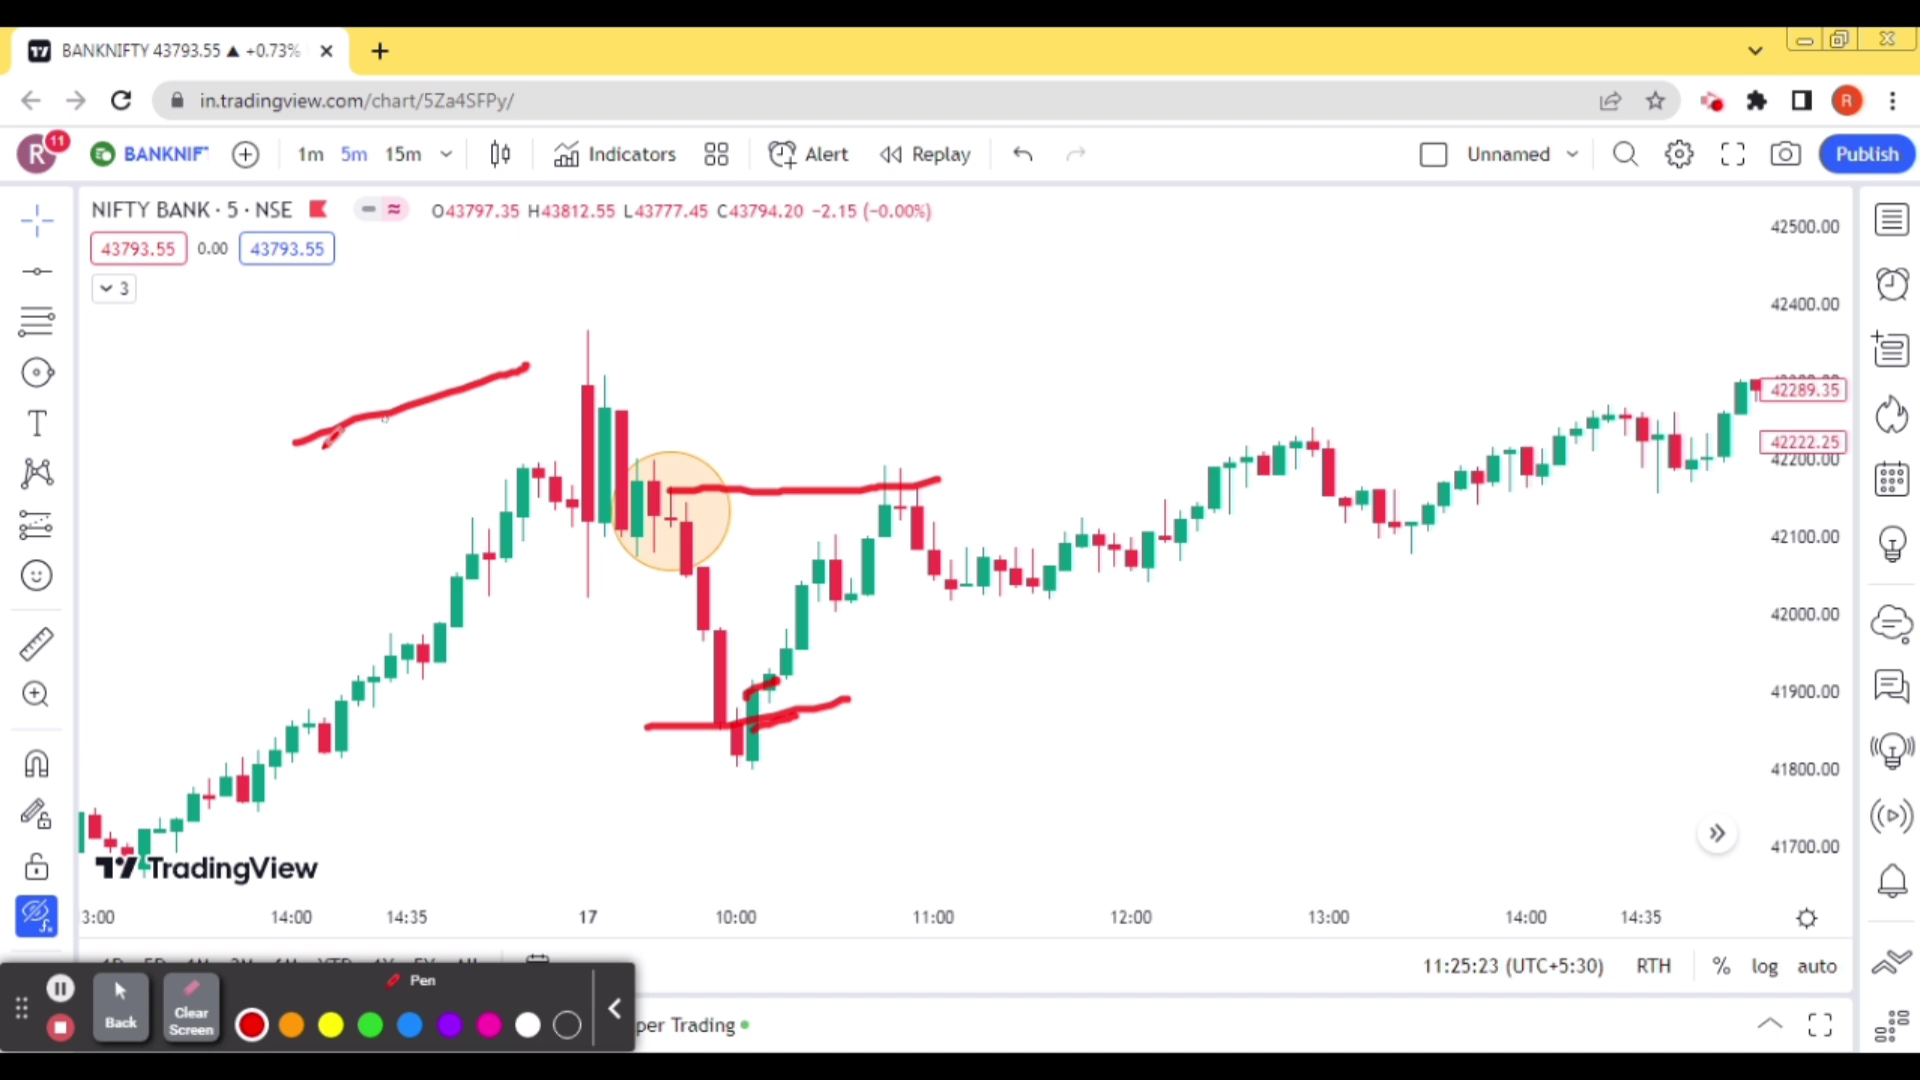 BANKNIFTY 43793.55 ▲ +0.73%
in.tradingview.com/chart/5Za4SFPy/
R 11 BANKNIF 1m 5m 15m Indicators Alert Replay Unnamed Publish
NIFTY BANK · 5 · NSE O43797.35 H43812.55 L43777.45 C43794.20 −2.15 (−0.00%)
43793.55 0.00 43793.55
3
42500.00
42400.00
42289.35
42222.25
42200.00
42100.00
42000.00
41900.00
41800.00
41700.00
TradingView
3:00 14:00 14:35 17 10:00 11:00 12:00 13:00 14:00 14:35
11:25:23 (UTC+5:30) RTH % log auto
Pen
Back
Clear
Screen
per Trading